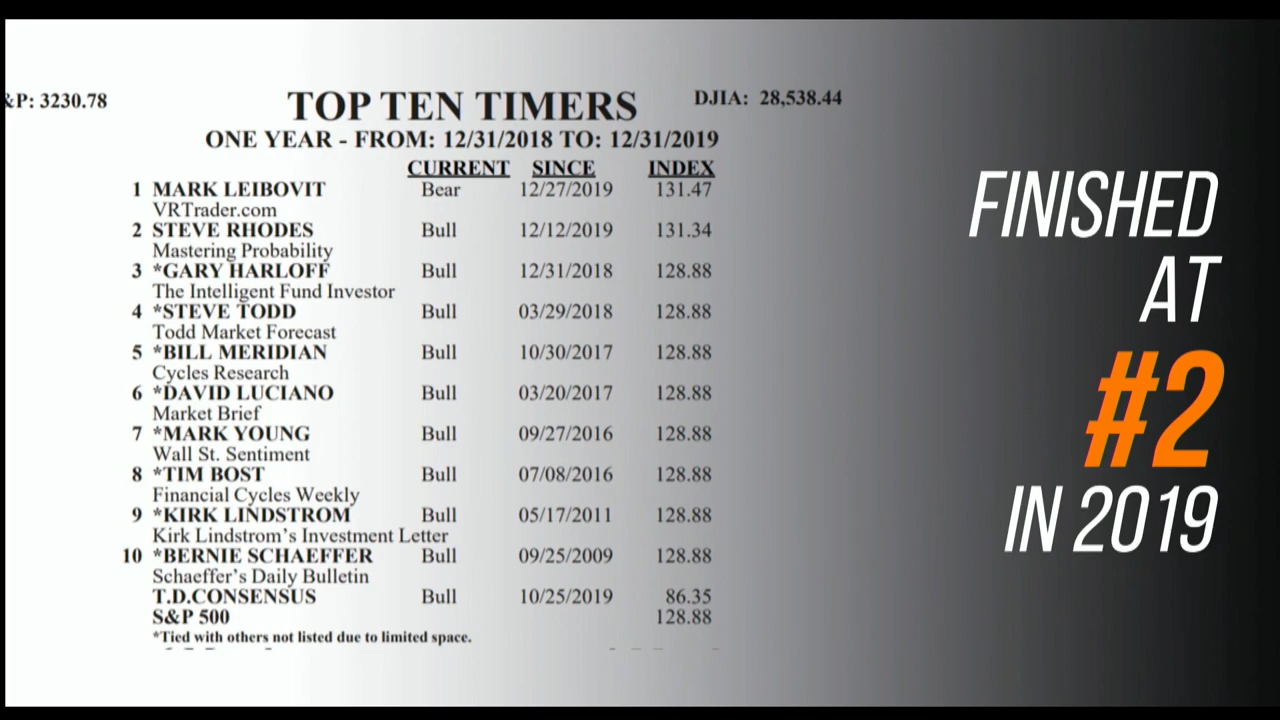 &P: 3230.78
TOP TEN TIMERS
DJIA: 28,538.44
ONE YEAR - FROM: 12/31/2018 TO: 12/31/2019
CURRENT SINCE INDEX
1 MARK LEIBOVIT Bear 12/27/2019 131.47
VRTrader.com
2 STEVE RHODES Bull 12/12/2019 131.34
Mastering Probability
3 *GARY HARLOFF Bull 12/31/2018 128.88
The Intelligent Fund Investor
4 *STEVE TODD Bull 03/29/2018 128.88
Todd Market Forecast
5 *BILL MERIDIAN Bull 10/30/2017 128.88
Cycles Research
6 *DAVID LUCIANO Bull 03/20/2017 128.88
Market Brief
7 *MARK YOUNG Bull 09/27/2016 128.88
Wall St. Sentiment
8 *TIM BOST Bull 07/08/2016 128.88
Financial Cycles Weekly
9 *KIRK LINDSTROM Bull 05/17/2011 128.88
Kirk Lindstrom's Investment Letter
10 *BERNIE SCHAEFFER Bull 09/25/2009 128.88
Schaeffer's Daily Bulletin
T.D.CONSENSUS Bull 10/25/2019 86.35
S&P 500 128.88
*Tied with others not listed due to limited space.
FINISHED
AT
#2
IN 2019